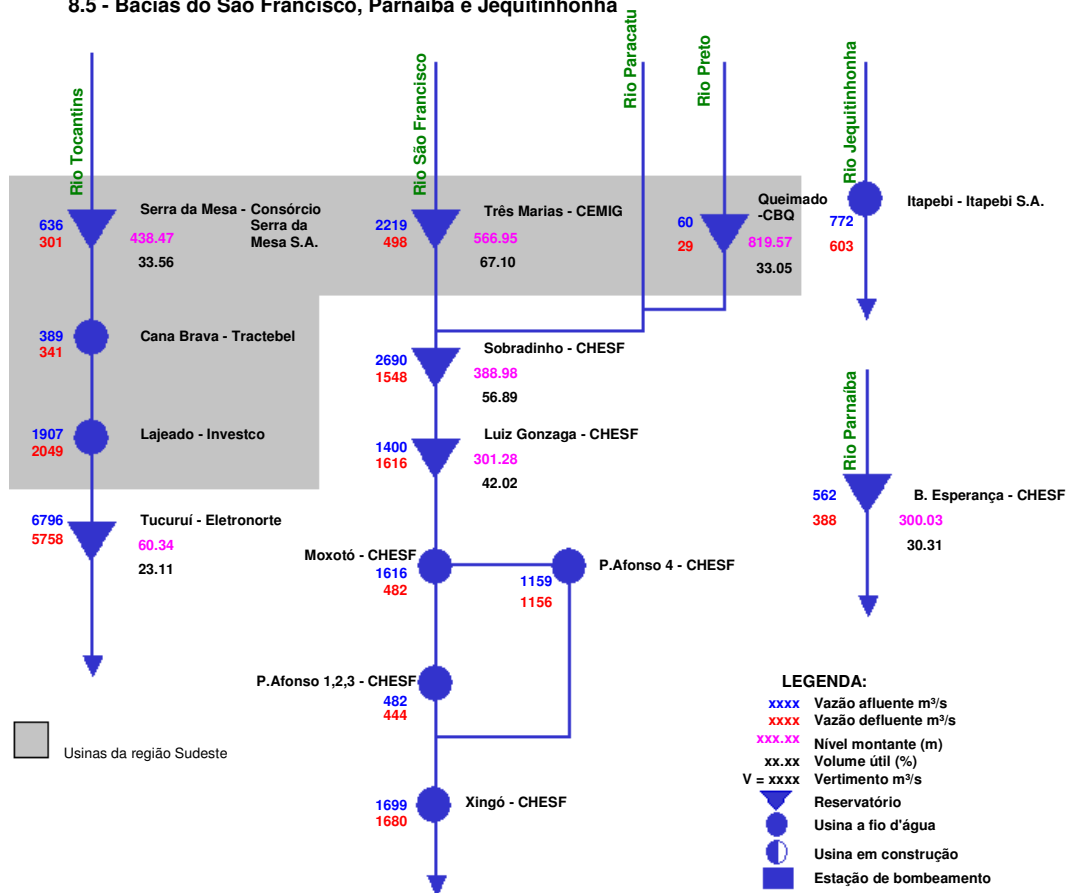 8.5 - Bacias do São Francisco, Parnaíba e Jequitinhonha
Rio Tocantins
Rio São Francisco
Rio Paracatu
Rio Preto
Rio Jequitinhonha
636
301
Serra da Mesa - Consórcio
Serra da
Mesa S.A.
438.47
33.56
2219
498
Três Marias - CEMIG
566.95
67.10
60
29
Queimado
-CBQ
819.57
33.05
772
603
Itapebi - Itapebi S.A.
389
341
Cana Brava - Tractebel
2690
1548
Sobradinho - CHESF
388.98
56.89
1907
2049
Lajeado - Investco
1400
1616
Luiz Gonzaga - CHESF
301.28
42.02
Rio Parnaíba
562
388
B. Esperança - CHESF
300.03
30.31
6796
5758
Tucuruí - Eletronorte
60.34
23.11
Moxotó - CHESF
1616
482
1159
1156
P.Afonso 4 - CHESF
P.Afonso 1,2,3 - CHESF
482
444
Usinas da região Sudeste
1699
1680
Xingó - CHESF
LEGENDA:
xxxx Vazão afluente m³/s
xxxx Vazão defluente m³/s
xxx.xx Nível montante (m)
xx.xx Volume útil (%)
V = xxxx Vertimento m³/s
Reservatório
Usina a fio d'água
Usina em construção
Estação de bombeamento